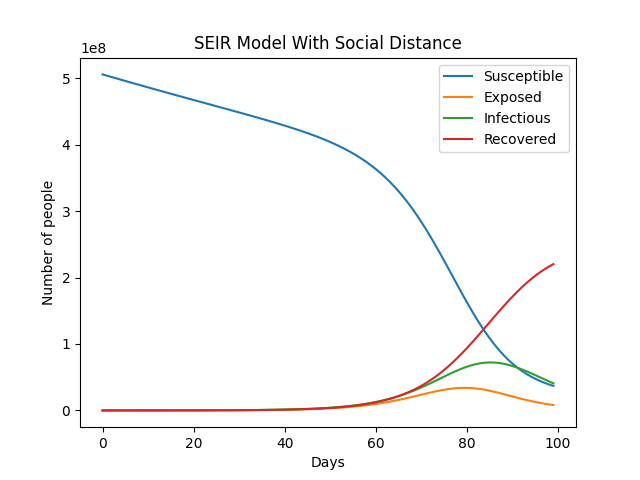 SEIR Model With Social Distance
1e8
Susceptible
Exposed
Infectious
Recovered
5
4
3
2
1
0
Number of people
0 20 40 60 80 100
Days